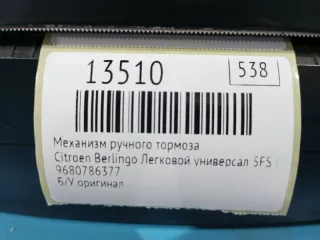 13510
538
Механизм ручного тормоза
Citroen Berlingo Легковой универсал 5FS
9680786377
Б/У оригинал